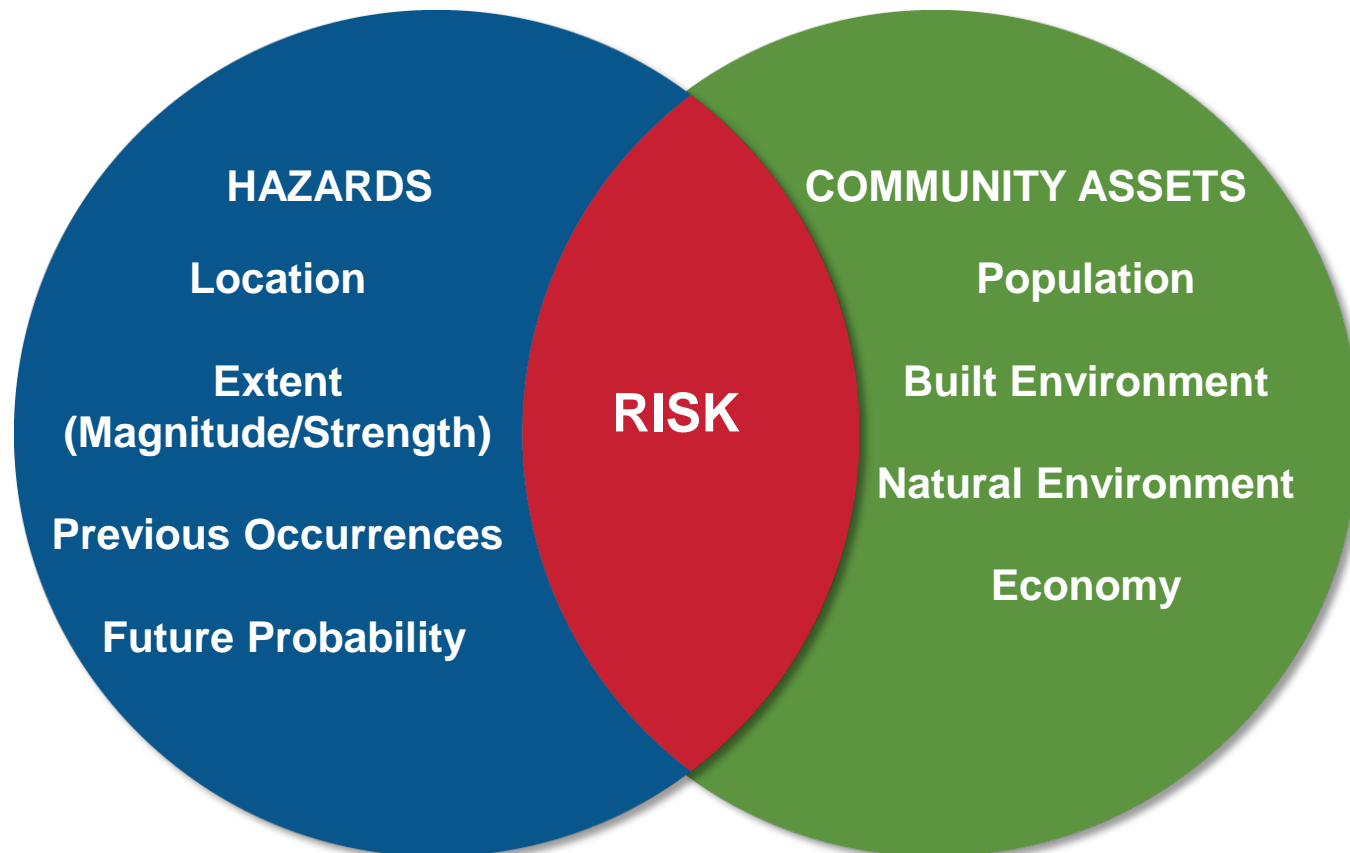 HAZARDS
Location
Extent
(Magnitude/Strength)
Previous Occurrences
Future Probability
RISK
COMMUNITY ASSETS
Population
Built Environment
Natural Environment
Economy